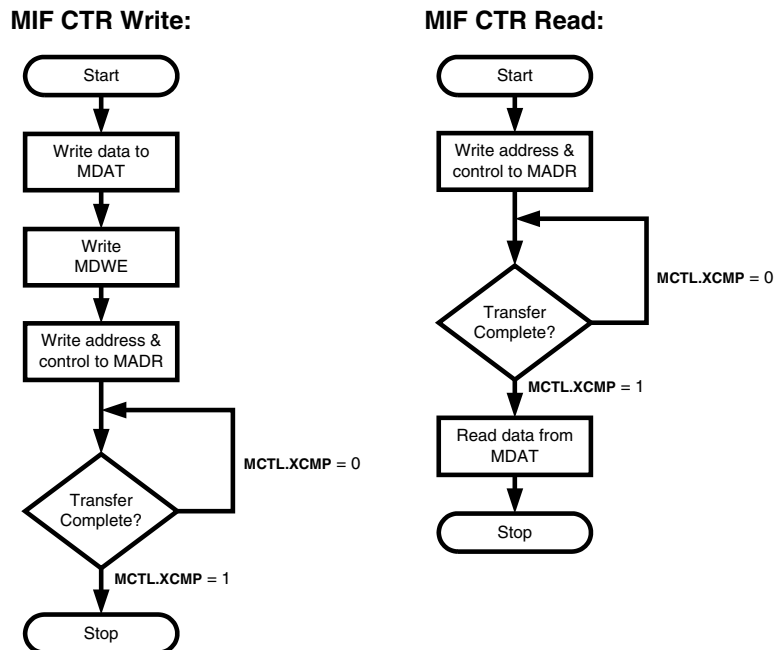 MIF CTR Write:
Start
Write data to
MDAT
Write
MDWE
Write address &
control to MADR
MCTL.XCMP = 0
Transfer
Complete?
MCTL.XCMP = 1
Stop
MIF CTR Read:
Start
Write address &
control to MADR
MCTL.XCMP = 0
Transfer
Complete?
MCTL.XCMP = 1
Read data from
MDAT
Stop